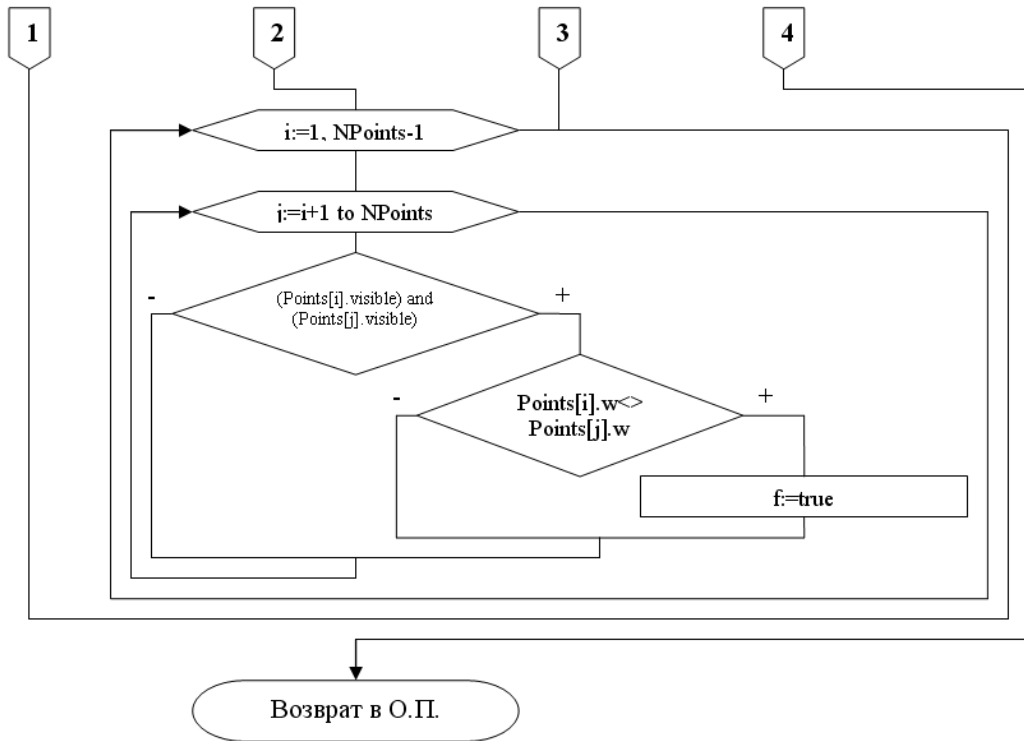 1
2
3
4
i:=1, NPoints-1
j:=i+1 to NPoints
-
(Points[i].visible) and
(Points[j].visible)
+
-
Points[i].w<>
Points[j].w
+
f:=true
Возврат в О.П.